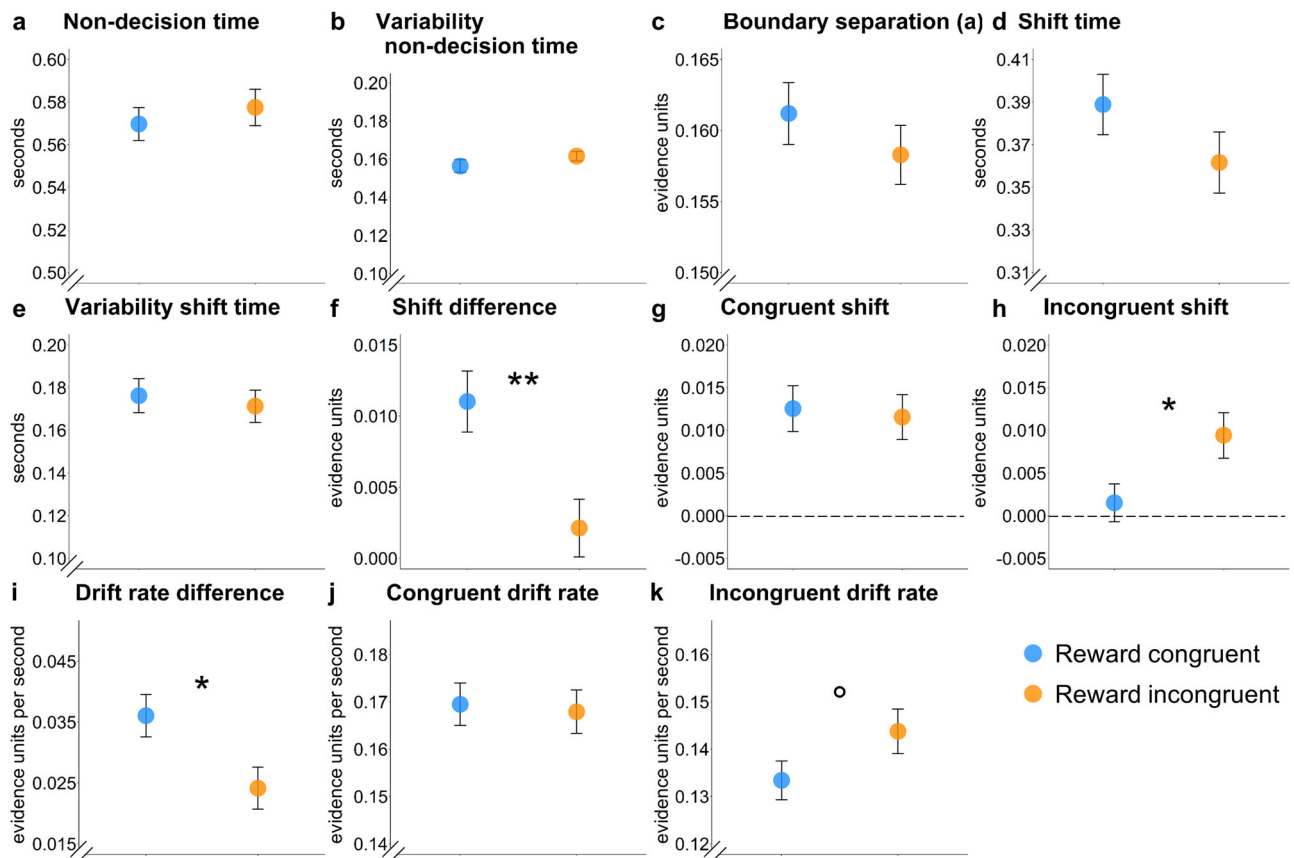 a Non-decision time
0.60
0.58
0.56
0.54
0.52
0.50
seconds
b Variability
non-decision time
0.20
0.18
0.16
0.14
0.12
0.10
seconds
c Boundary separation (a)
0.165
0.160
0.155
0.150
evidence units
d Shift time
0.41
0.39
0.37
0.35
0.33
0.31
seconds
e Variability shift time
0.20
0.18
0.16
0.14
0.12
0.10
seconds
f Shift difference
0.015
0.010
0.005
0.000
evidence units
**
g Congruent shift
0.020
0.015
0.010
0.005
0.000
-0.005
evidence units
h Incongruent shift
0.020
0.015
0.010
0.005
0.000
-0.005
evidence units
*
i Drift rate difference
0.045
0.035
0.025
0.015
evidence units per second
*
j Congruent drift rate
0.18
0.17
0.16
0.15
0.14
evidence units per second
k Incongruent drift rate
0.16
0.15
0.14
0.13
0.12
evidence units per second
Reward congruent
Reward incongruent